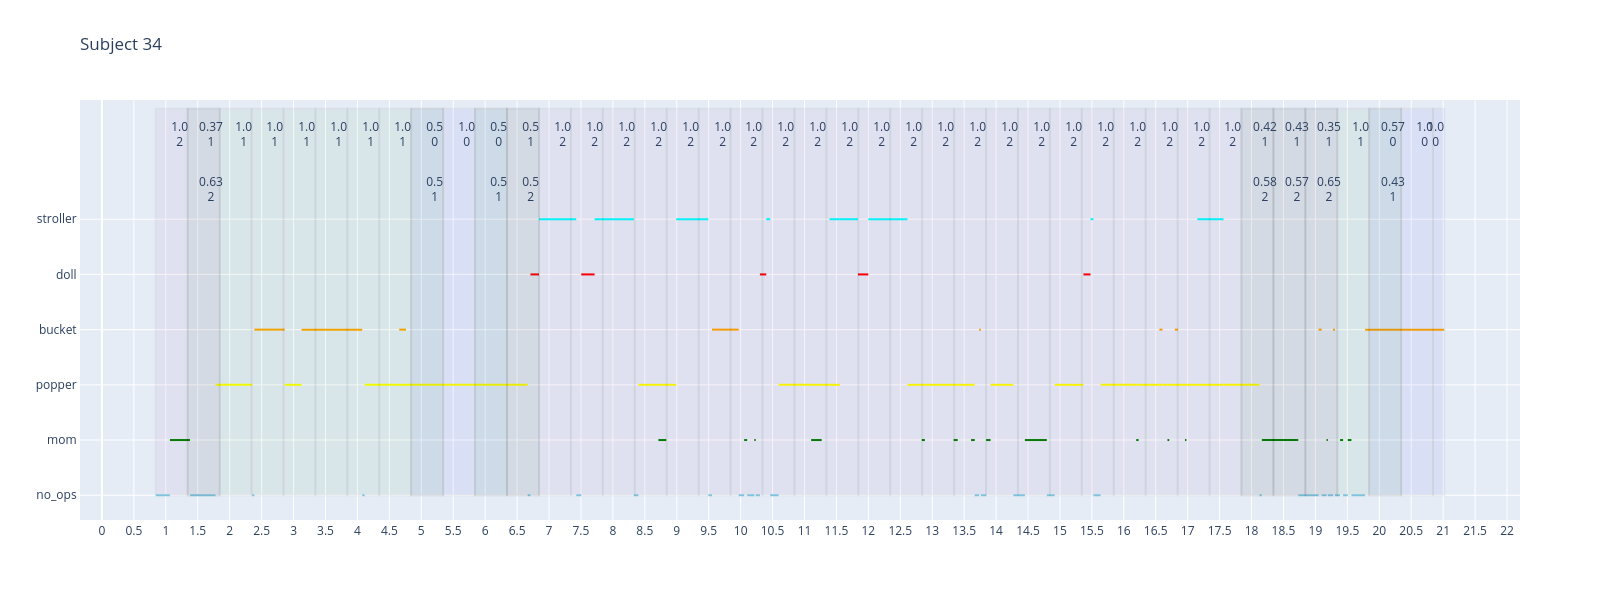 Subject 34
1.0 0.37 1.0 1.0 1.0 1.0 1.0 1.0 0.5 1.0 0.5 0.5 1.0 1.0 1.0 1.0 1.0 1.0 1.0 1.0 1.0 1.0 1.0 1.0 1.0 1.0 1.0 1.0 1.0 1.0 1.0 1.0 1.0 1.0 0.42 0.43 0.35 1.0 0.57 1.0 1.0
2 1 1 1 1 1 1 1 0 0 0 1 2 2 2 2 2 2 2 2 2 2 2 2 2 2 2 2 2 2 2 2 2 2 1 1 1 1 0 0 0
0.63 0.5 0.5 0.5 0.58 0.57 0.65 0.43
2 1 1 2 2 2 2 1
stroller
doll
bucket
popper
mom
no_ops
0 0.5 1 1.5 2 2.5 3 3.5 4 4.5 5 5.5 6 6.5 7 7.5 8 8.5 9 9.5 10 10.5 11 11.5 12 12.5 13 13.5 14 14.5 15 15.5 16 16.5 17 17.5 18 18.5 19 19.5 20 20.5 21 21.5 22